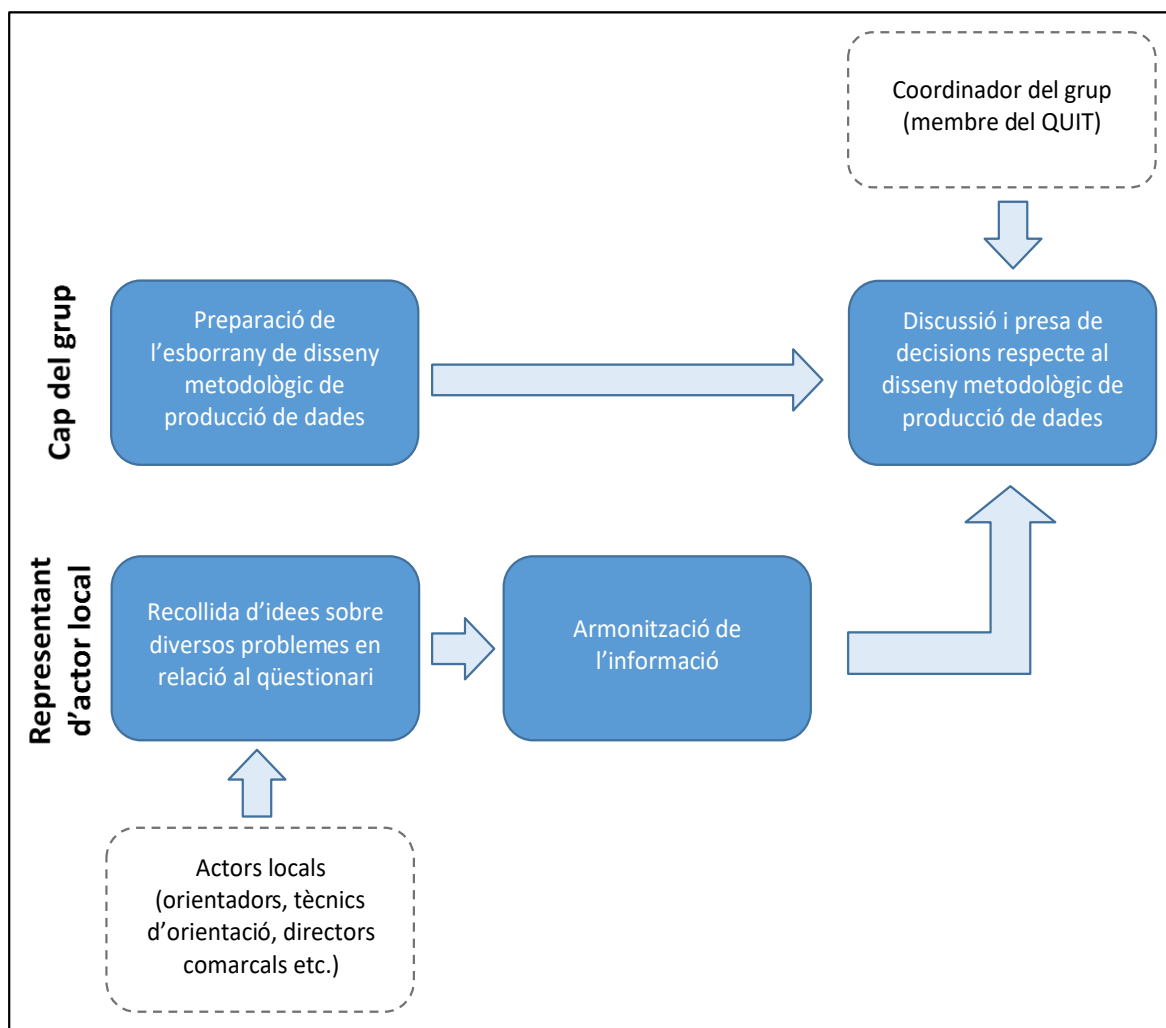 Coordinador del grup
(membre del QUIT)
Cap del grup
Preparació de
l’esborrany de disseny
metodològic de
producció de dades
Discussió i presa de
decisions respecte al
disseny metodològic de
producció de dades
Representant
d’actor local
Recollida d’idees sobre
diversos problemes en
relació al qüestionari
Armonització de
l’informació
Actors locals
(orientadors, tècnics
d’orientació, directors
comarcals etc.)